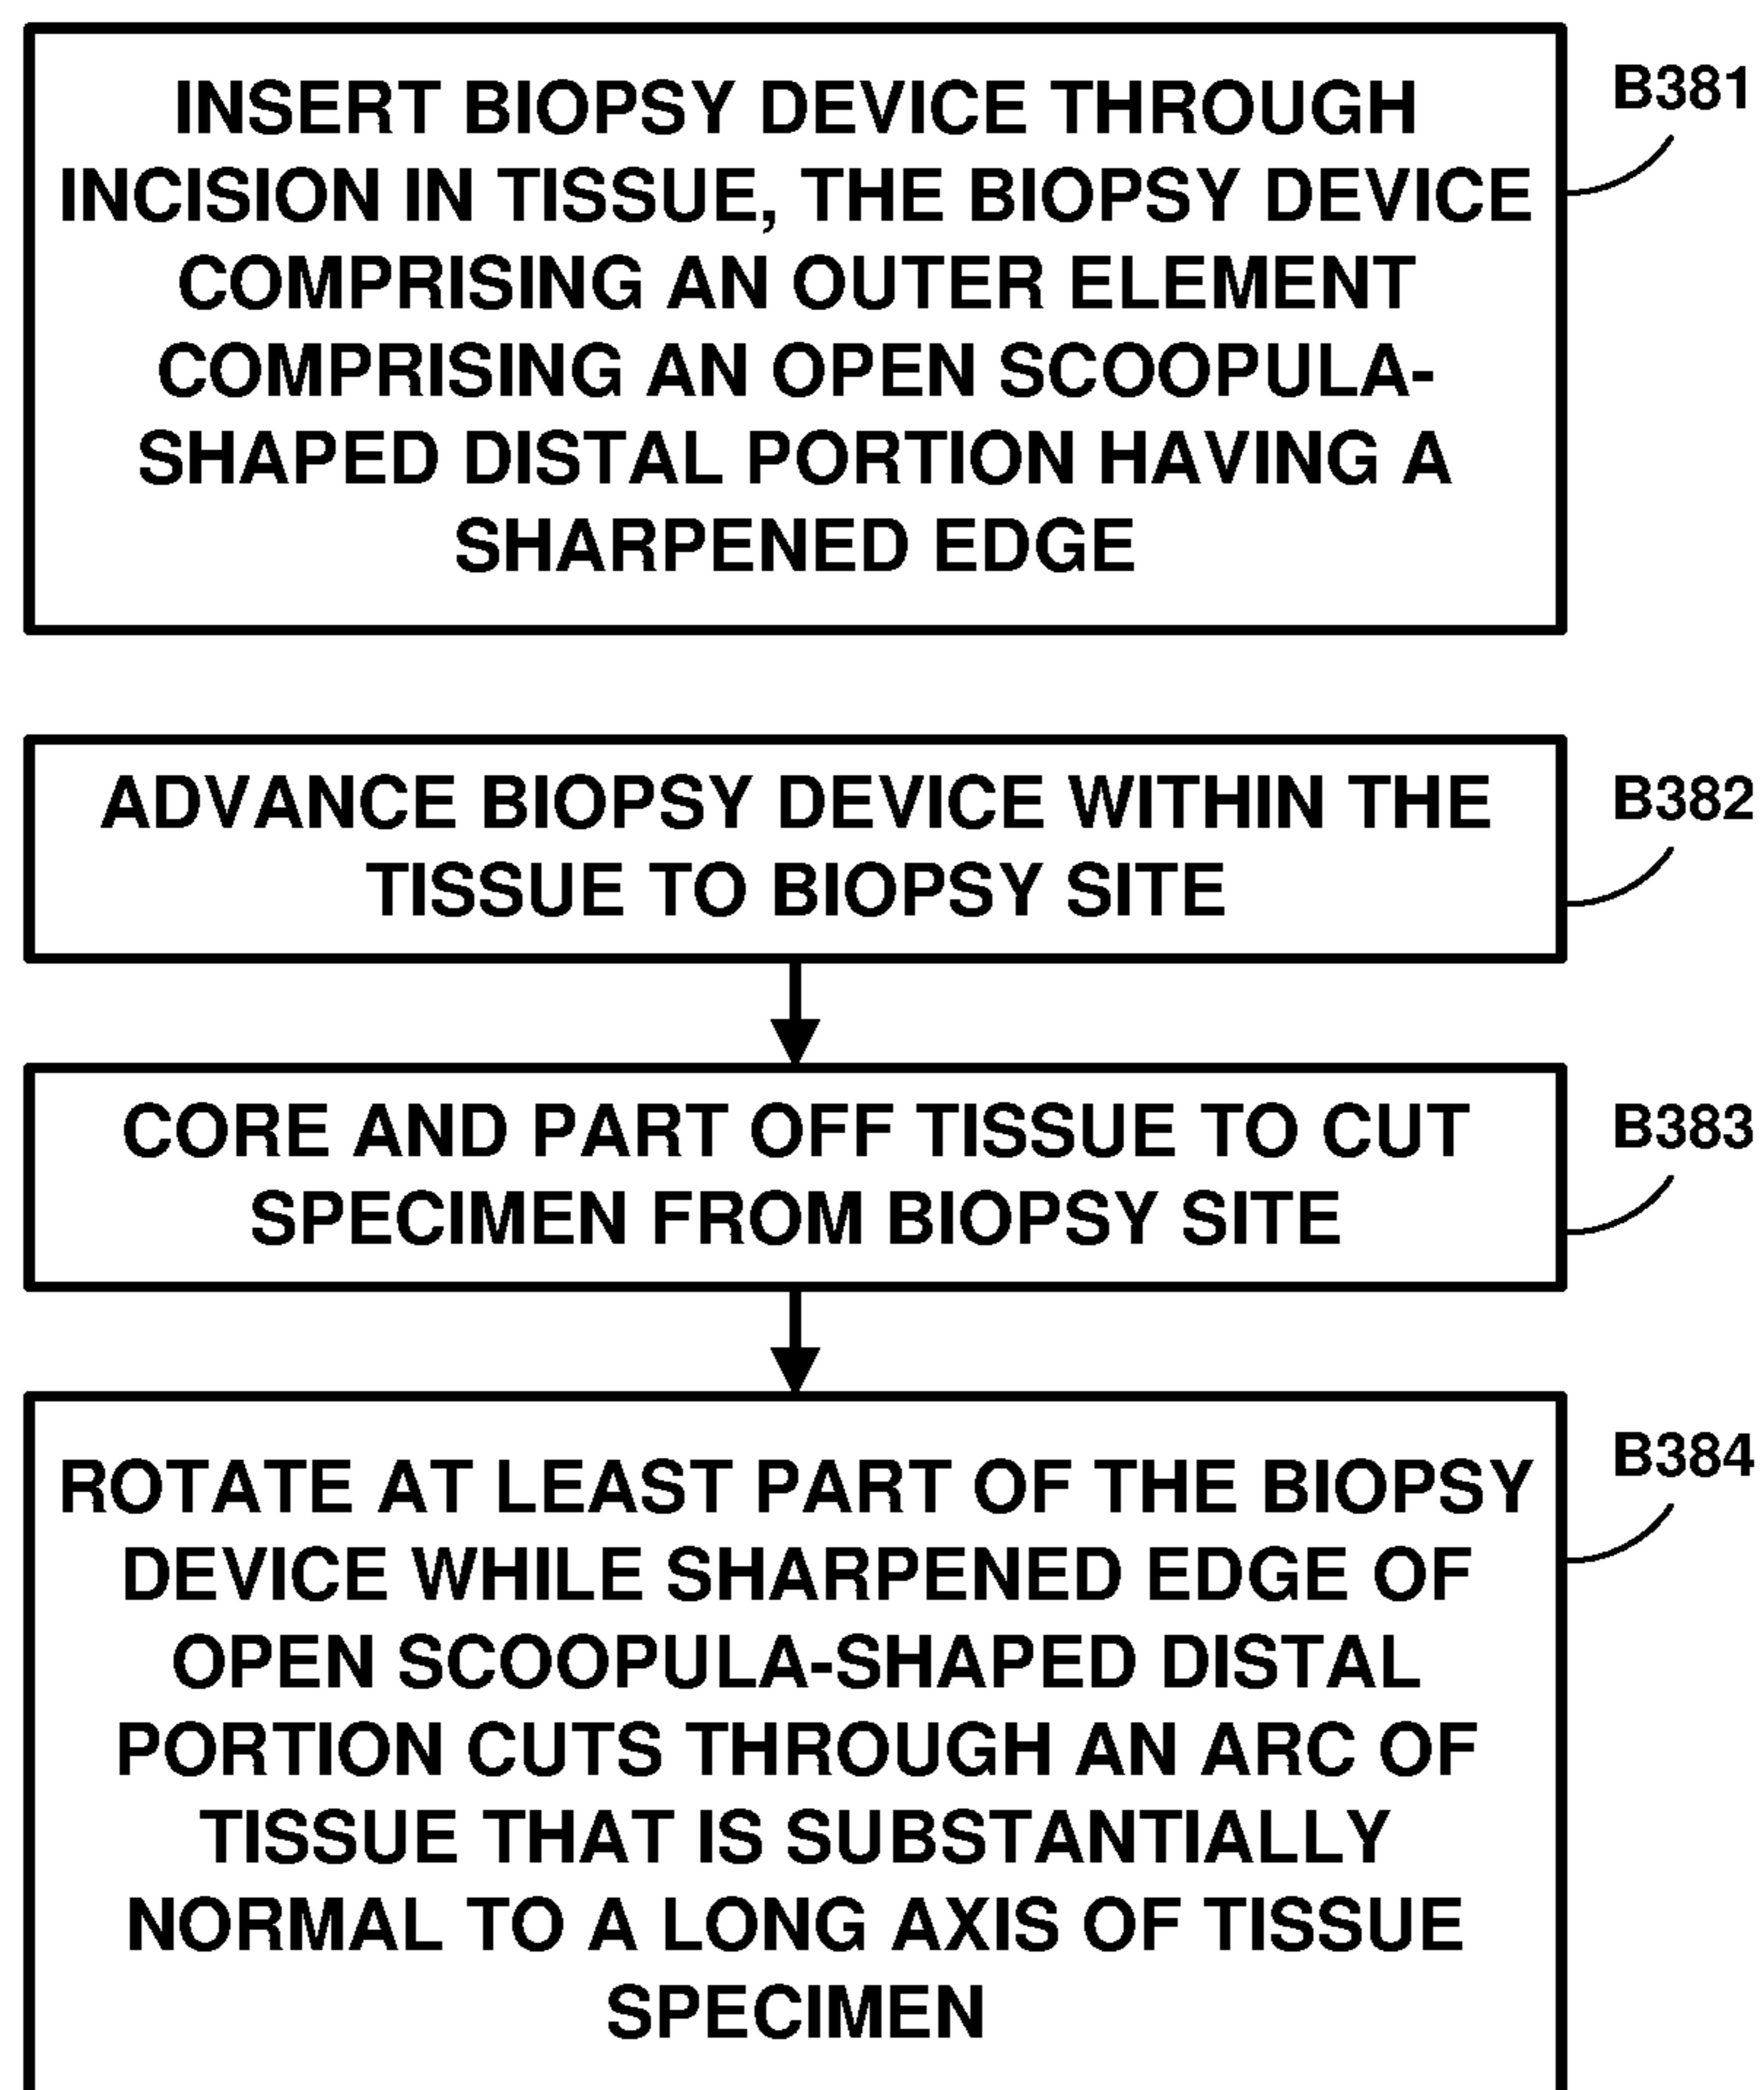 INSERT BIOPSY DEVICE THROUGH
INCISION IN TISSUE, THE BIOPSY DEVICE
COMPRISING AN OUTER ELEMENT
COMPRISING AN OPEN SCOOPULA-
SHAPED DISTAL PORTION HAVING A
SHARPENED EDGE
B381
ADVANCE BIOPSY DEVICE WITHIN THE
TISSUE TO BIOPSY SITE
B382
CORE AND PART OFF TISSUE TO CUT
SPECIMEN FROM BIOPSY SITE
B383
ROTATE AT LEAST PART OF THE BIOPSY
DEVICE WHILE SHARPENED EDGE OF
OPEN SCOOPULA-SHAPED DISTAL
PORTION CUTS THROUGH AN ARC OF
TISSUE THAT IS SUBSTANTIALLY
NORMAL TO A LONG AXIS OF TISSUE
SPECIMEN
B384